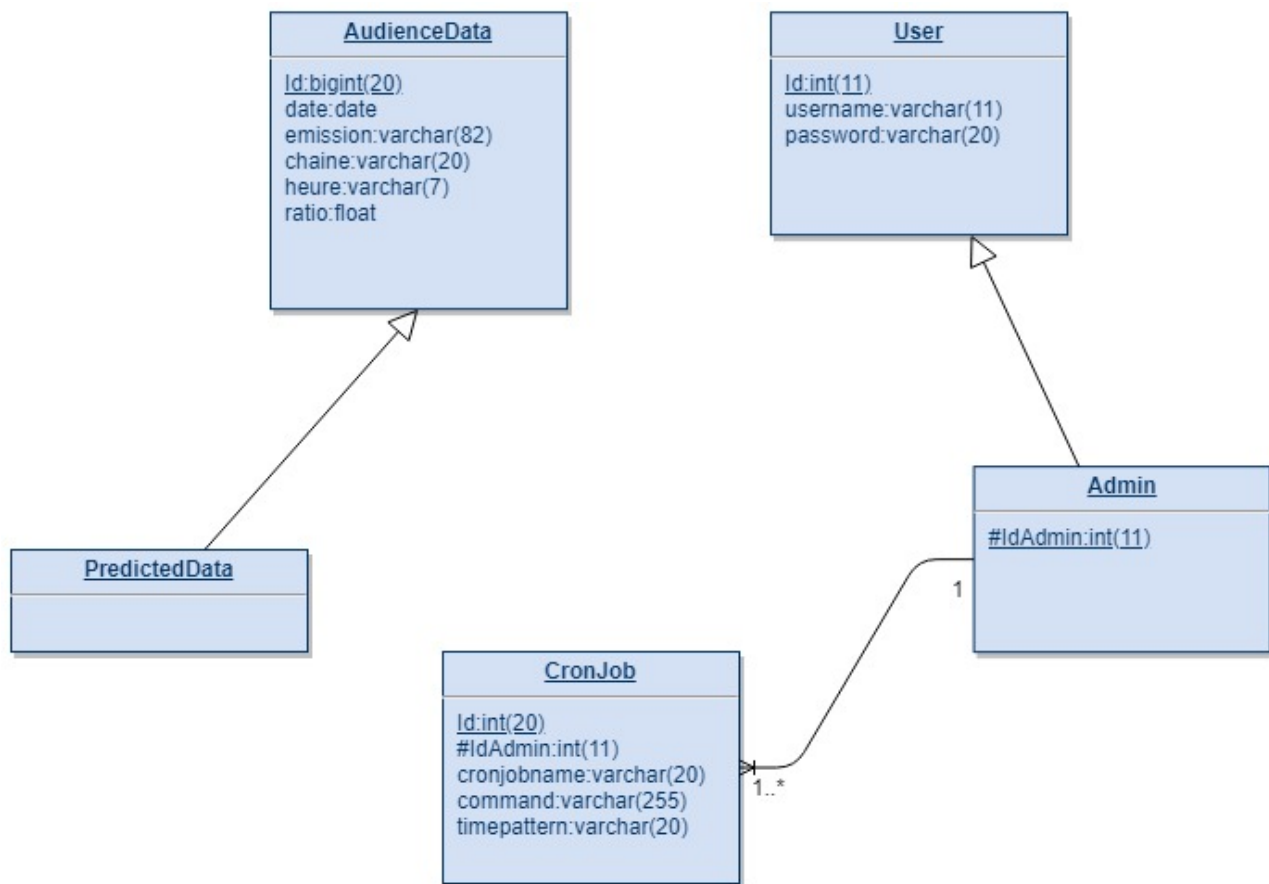 AudienceData
Id:bigint(20)
date:date
emission:varchar(82)
chaine:varchar(20)
heure:varchar(7)
ratio:float
User
Id:int(11)
username:varchar(11)
password:varchar(20)
Admin
#IdAdmin:int(11)
1
PredictedData
CronJob
Id:int(20)
#IdAdmin:int(11)
cronjobname:varchar(20)
command:varchar(255)
timepattern:varchar(20)
1..*